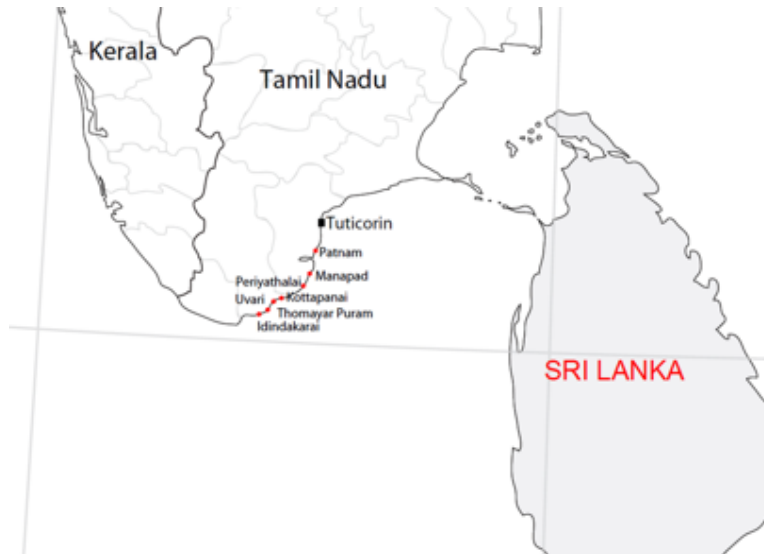 Kerala
Tamil Nadu
Tuticorin
Patnam
Manapad
Periyathalai
Kottapanai
Uvari
Thomayar Puram
Idindakarai
SRI LANKA